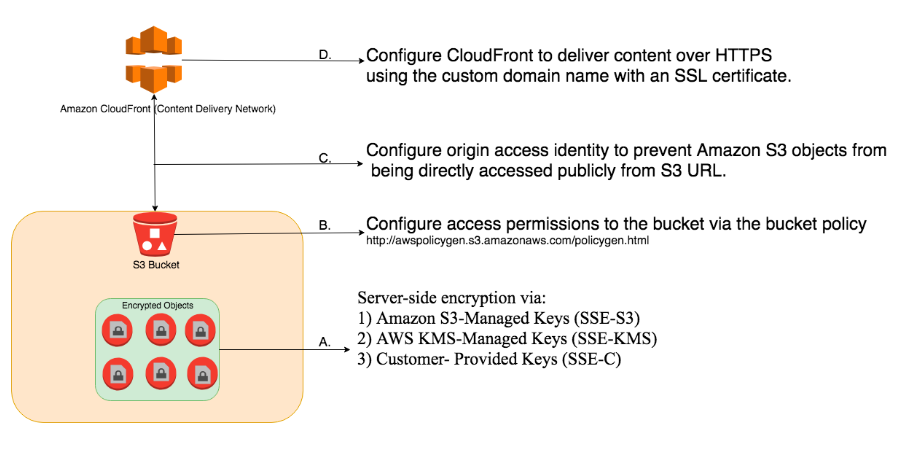 D.
Configure CloudFront to deliver content over HTTPS
using the custom domain name with an SSL certificate.
Amazon CloudFront (Content Delivery Network)
C.
Configure origin access identity to prevent Amazon S3 objects from
being directly accessed publicly from S3 URL.
B.
Configure access permissions to the bucket via the bucket policy
http://awspolicygen.s3.amazonaws.com/policygen.html
S3 Bucket
Encrypted Objects
A.
Server-side encryption via:
1) Amazon S3-Managed Keys (SSE-S3)
2) AWS KMS-Managed Keys (SSE-KMS)
3) Customer- Provided Keys (SSE-C)